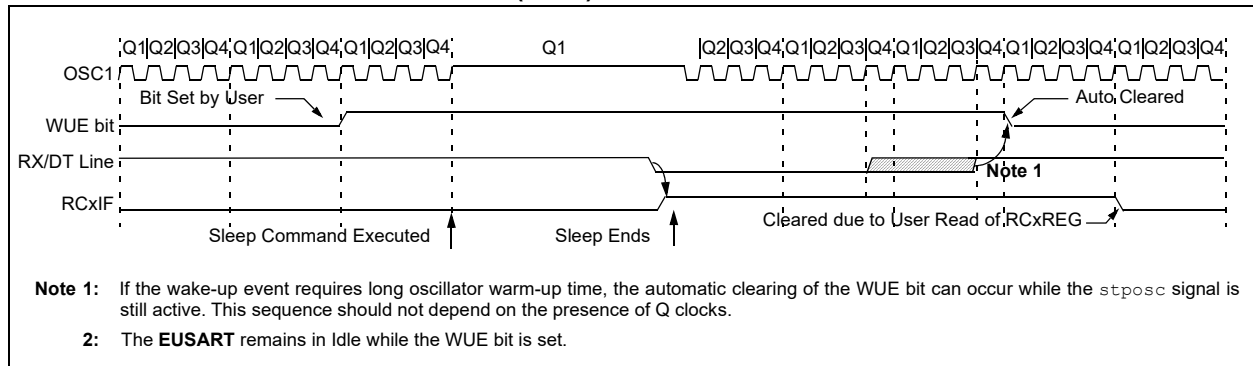 Q1|Q2|Q3|Q4|Q1|Q2|Q3|Q4|Q1|Q2|Q3|Q4 Q1 |Q2|Q3|Q4|Q1|Q2|Q3|Q4|Q1|Q2|Q3|Q4|Q1|Q2|Q3|Q4|Q1|Q2|Q3|Q4
OSC1
Bit Set by User Auto Cleared
WUE bit
RX/DT Line
Note 1
RCxIF
Cleared due to User Read of RCxREG
Sleep Command Executed Sleep Ends
Note 1: If the wake-up event requires long oscillator warm-up time, the automatic clearing of the WUE bit can occur while the stposc signal is
still active. This sequence should not depend on the presence of Q clocks.
2: The EUSART remains in Idle while the WUE bit is set.